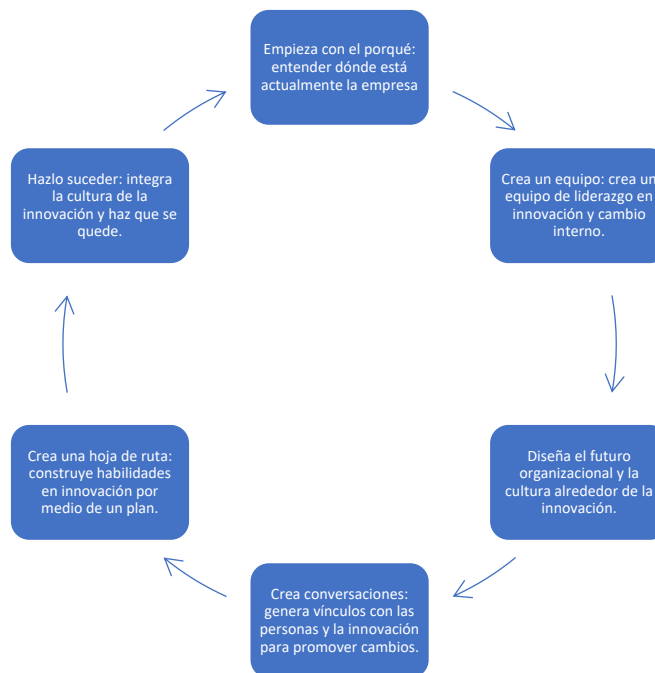 Empieza con el porqué:
entender dónde está
actualmente la empresa
Crea un equipo: crea un
equipo de liderazgo en
innovación y cambio
interno.
Diseña el futuro
organizacional y la
cultura alrededor de la
innovación.
Crea conversaciones:
genera vínculos con las
personas y la innovación
para promover cambios.
Crea una hoja de ruta:
construye habilidades
en innovación por
medio de un plan.
Hazlo suceder: integra
la cultura de la
innovación y haz que se
quede.